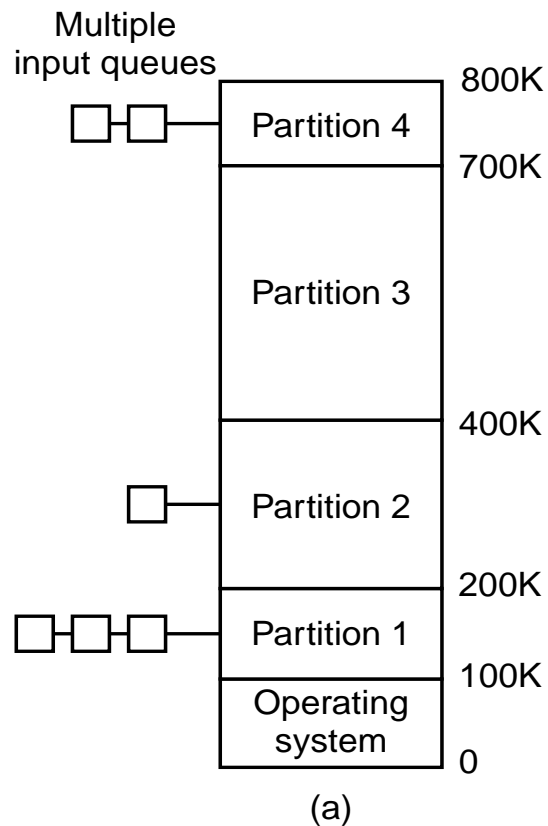 Multiple
input queues
800K
Partition 4
700K
Partition 3
400K
Partition 2
200K
Partition 1
100K
Operating
system
0
(a)